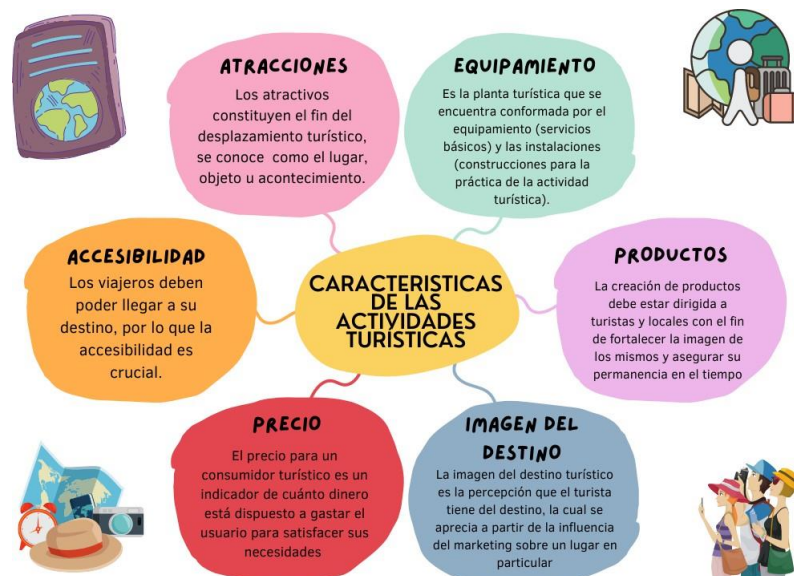 ATRACCIONES
Los atractivos
constituyen el fin del
desplazamiento turístico,
se conoce como el lugar,
objeto u acontecimiento.
EQUIPAMIENTO
Es la planta turística que se
encuentra conformada por el
equipamiento (servicios
básicos) y las instalaciones
(construcciones para la
práctica de la actividad
turística).
ACCESIBILIDAD
Los viajeros deben
poder llegar a su
destino, por lo que la
accesibilidad es
crucial.
CARACTERISTICAS
DE LAS
ACTIVIDADES
TURÍSTICAS
PRODUCTOS
La creación de productos
debe estar dirigida a
turistas y locales con el fin
de fortalecer la imagen de
los mismos y asegurar su
permanencia en el tiempo
PRECIO
El precio para un
consumidor turístico es un
indicador de cuánto dinero
está dispuesto a gastar el
usuario para satisfacer sus
necesidades
IMAGEN DEL
DESTINO
La imagen del destino turístico
es la percepción que el turista
tiene del destino, la cual se
aprecia a partir de la influencia
del marketing sobre un lugar en
particular